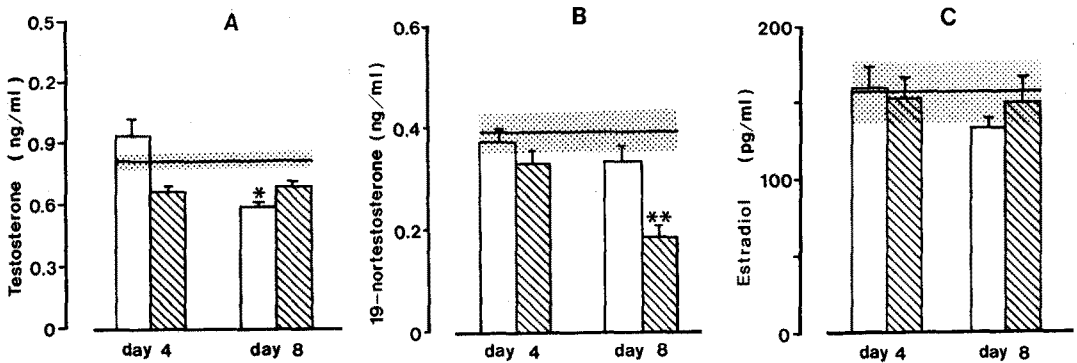 A
Testosterone ( ng/ml )
0.5
0.2
0.9
0.6
0.3
0
*
day 4
day 8
B
19-nortestosterone ( ng/ml )
0.6
0.4
0.2
0
**
day 4
day 8
C
Estradiol (pg/ml)
200
100
0
day 4
day 8